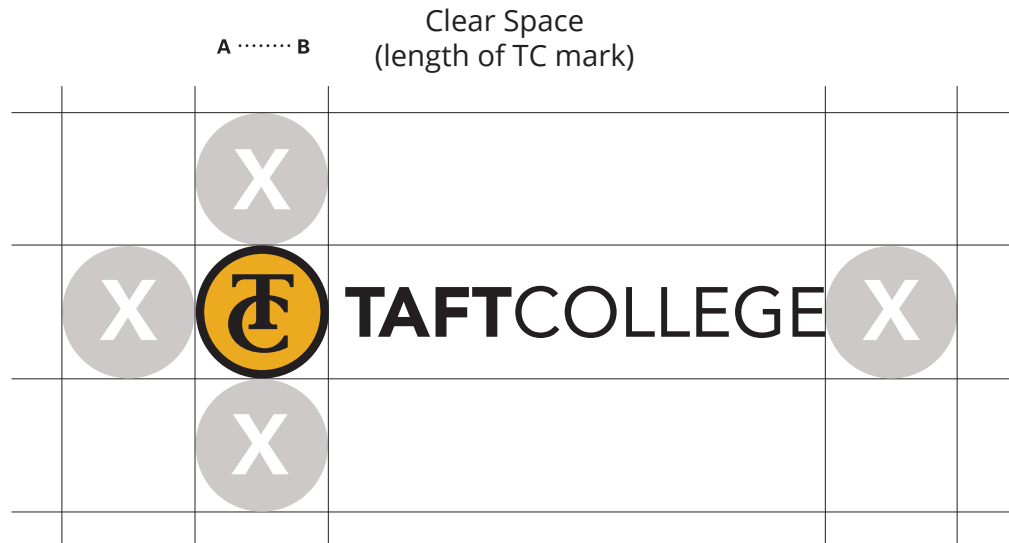 Clear Space
A ........ B
(length of TC mark)
X
X
TC
TAFTCOLLEGE
X
X